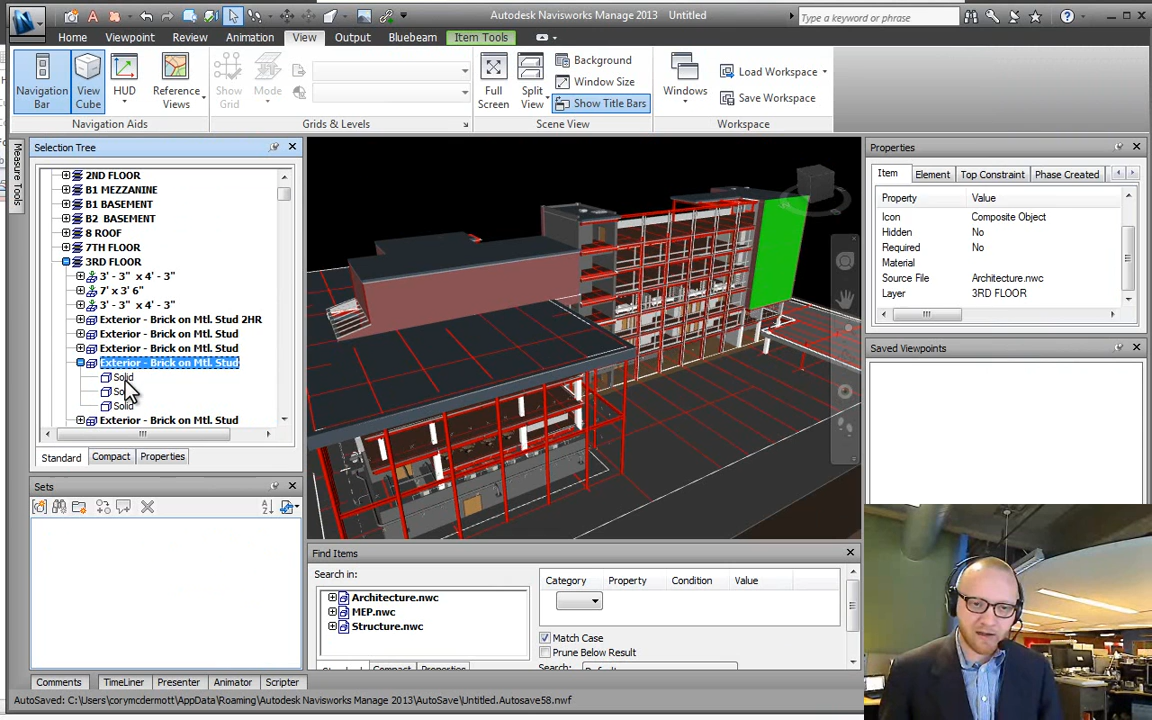 Autodesk Navisworks Manage 2013 Untitled
Type a keyword or phrase
Home Viewpoint Review Animation View Output Bluebeam Item Tools
Navigation Bar
View Cube
HUD
Reference Views
Navigation Aids
Show Grid
Mode
Grids & Levels
Full Screen
Split View
Background
Window Size
Show Title Bars
Scene View
Windows
Load Workspace
Save Workspace
Workspace
Measure Tools
Selection Tree
2ND FLOOR
B1 MEZZANINE
B1 BASEMENT
B2 BASEMENT
8 ROOF
7TH FLOOR
3RD FLOOR
3' - 3" x 4' - 3"
7' x 3' 6"
3' - 3" x 4' - 3"
Exterior - Brick on Mtl. Stud 2HR
Exterior - Brick on Mtl. Stud
Exterior - Brick on Mtl. Stud
Exterior - Brick on Mtl. Stud
Solid
Solid
Exterior - Brick on Mtl. Stud
Standard Compact Properties
Sets
Find Items
Search in:
Architecture.nwc
MEP.nwc
Structure.nwc
Category Property Condition Value
Match Case
Prune Below Result
Properties
Item Element Top Constraint Phase Created
Property Value
Icon Composite Object
Hidden No
Required No
Material
Source File Architecture.nwc
Layer 3RD FLOOR
Saved Viewpoints
Comments TimeLiner Presenter Animator Scripter
AutoSaved: C:\Users\corymcdermott\AppData\Roaming\Autodesk Navisworks Manage 2013\AutoSave\Untitled.Autosave58.nwf